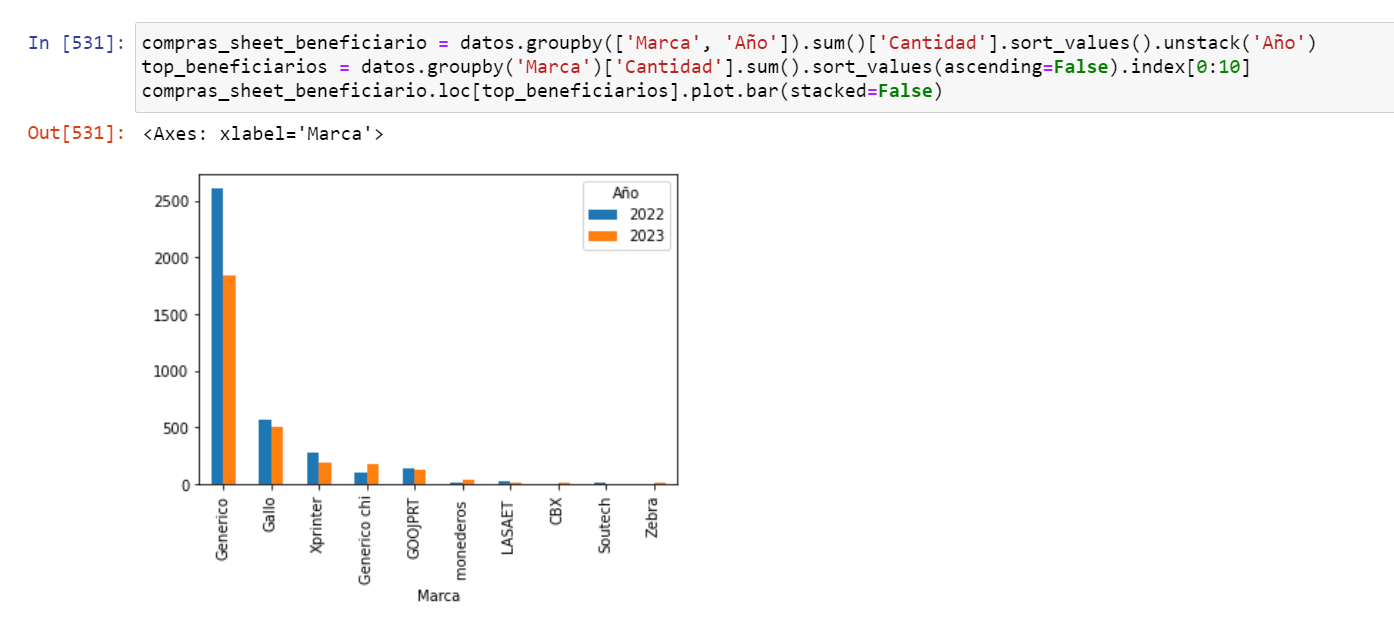 In [531]: compras_sheet_beneficiario = datos.groupby(['Marca', 'Año']).sum()['Cantidad'].sort_values().unstack('Año')
top_beneficiarios = datos.groupby('Marca')['Cantidad'].sum().sort_values(ascending=False).index[0:10]
compras_sheet_beneficiario.loc[top_beneficiarios].plot.bar(stacked=False)
Out[531]: <Axes: xlabel='Marca'>
Año
2022
2023
2500
2000
1500
1000
500
0
Generico
Gallo
Xprinter
Generico chi
GOOJPRT
monederos
LASAET
CBX
Soutech
Zebra
Marca